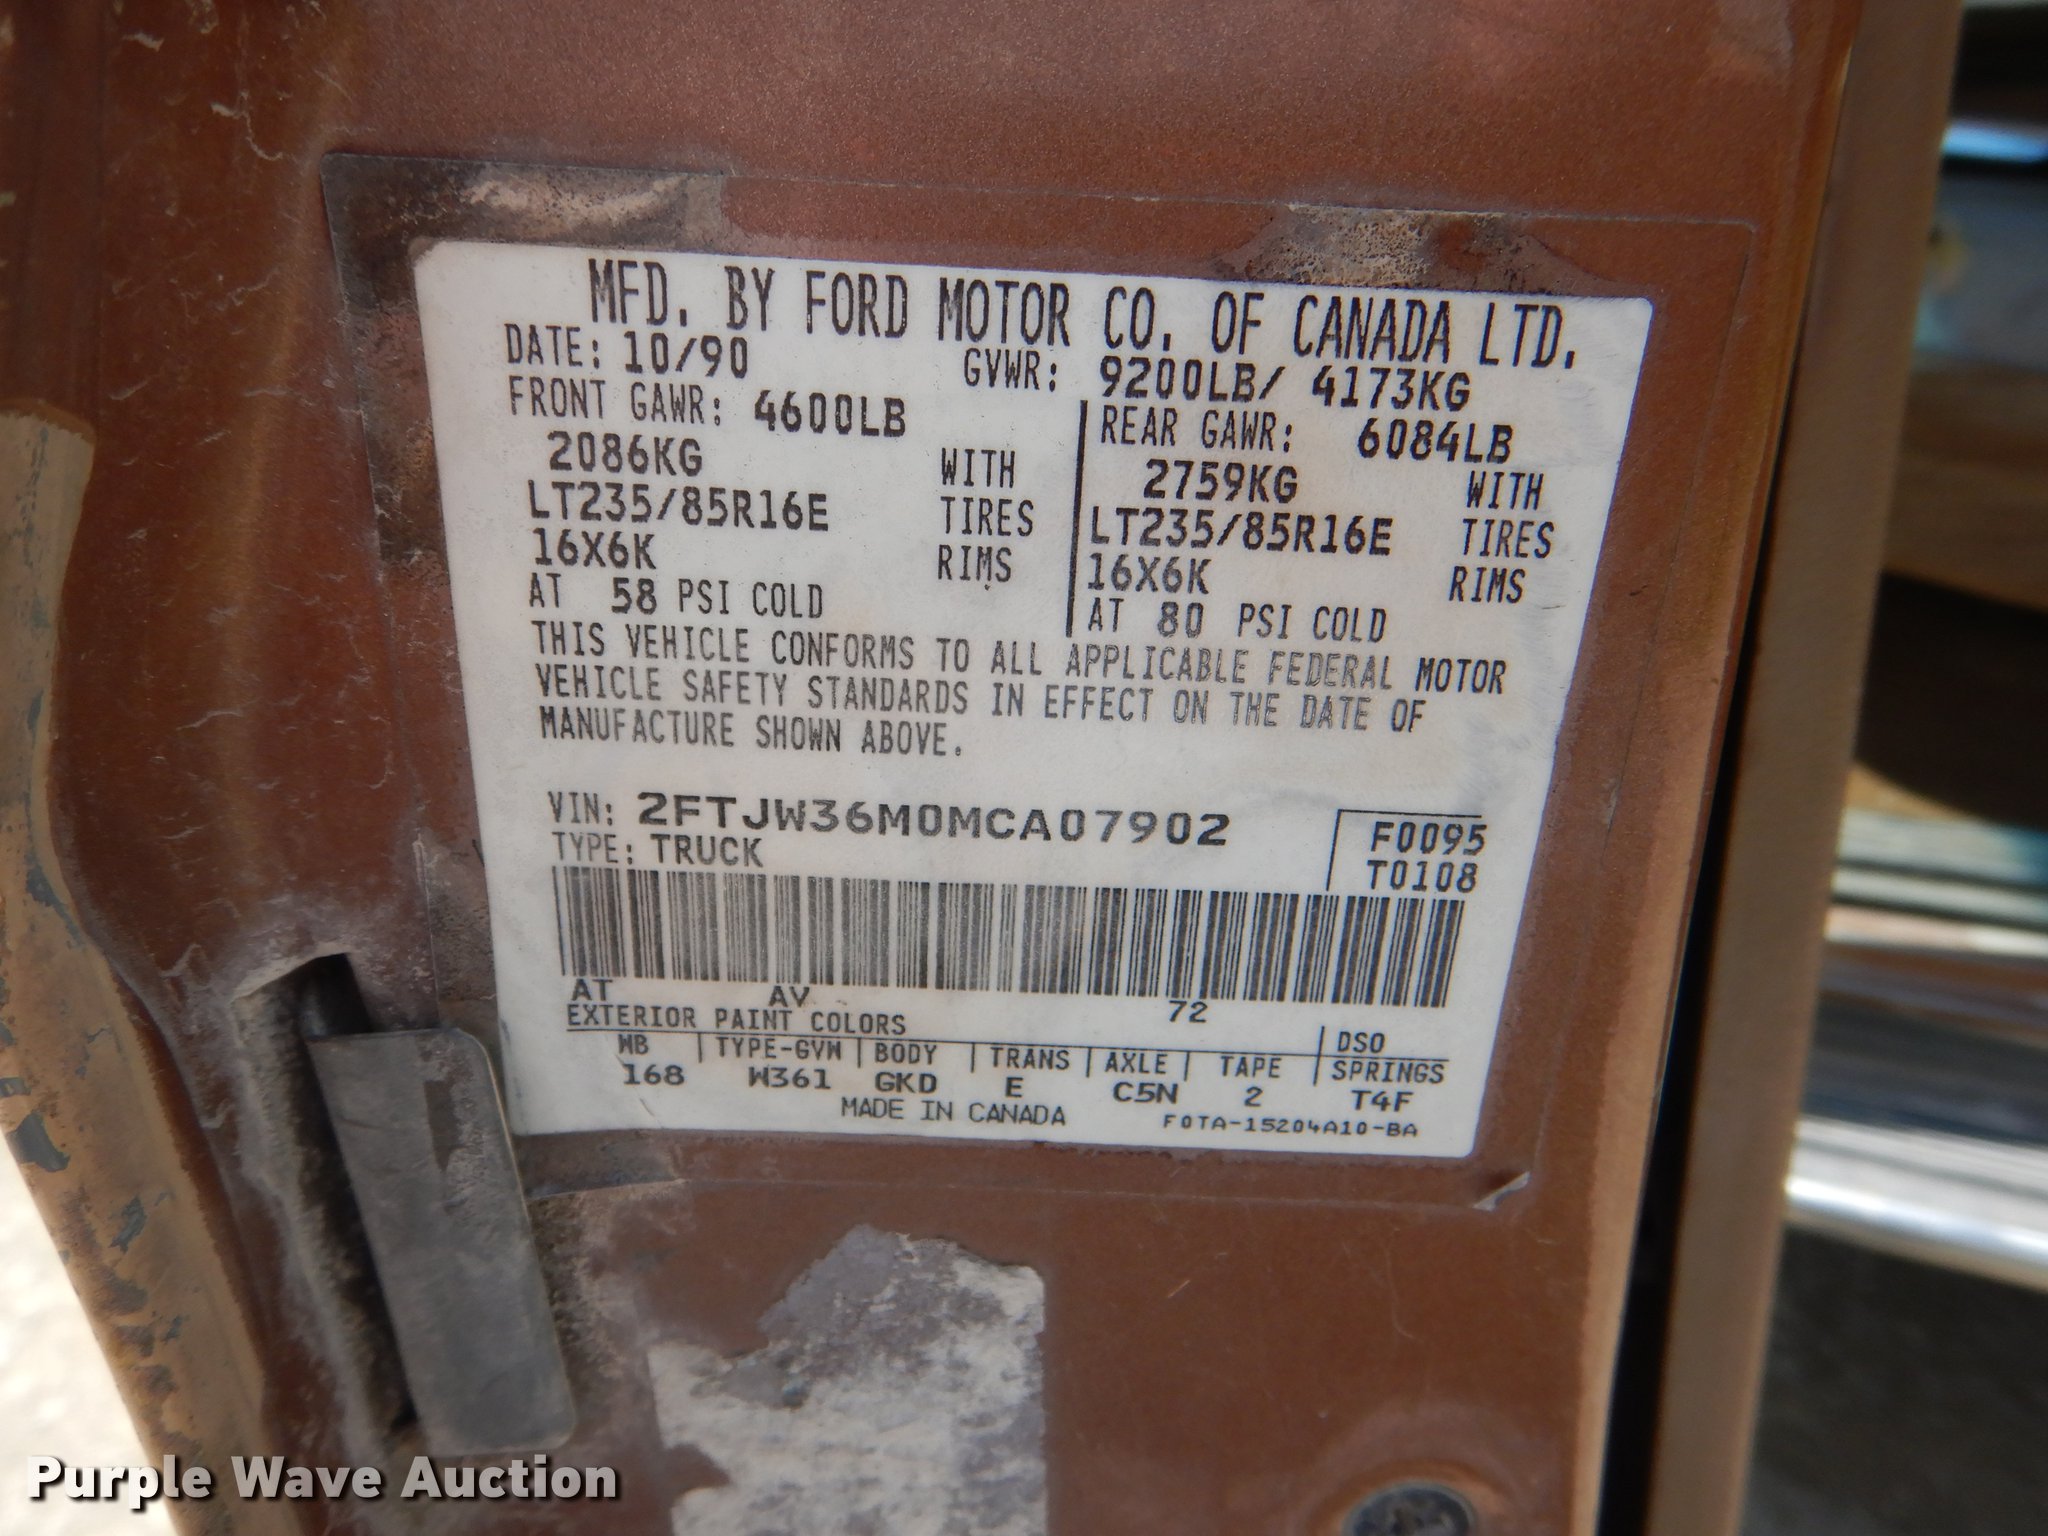 MFD. BY FORD MOTOR CO. OF CANADA LTD.
DATE: 10/90 GVWR: 9200LB/ 4173KG
FRONT GAWR: 4600LB REAR GAWR: 6084LB
2086KG WITH 2759KG WITH
LT235/85R16E TIRES LT235/85R16E TIRES
16X6K RIMS 16X6K RIMS
AT 58 PSI COLD AT 80 PSI COLD
THIS VEHICLE CONFORMS TO ALL APPLICABLE FEDERAL MOTOR
VEHICLE SAFETY STANDARDS IN EFFECT ON THE DATE OF
MANUFACTURE SHOWN ABOVE.
VIN: 2FTJW36M0MCA07902 F0095
TYPE: TRUCK T0108
AT AV 72
EXTERIOR PAINT COLORS DSO
WB TYPE-GVW BODY TRANS AXLE TAPE SPRINGS
168 W361 GKD E C5N 2 T4F
MADE IN CANADA F0TA-15204A10-BA
Purple Wave Auction